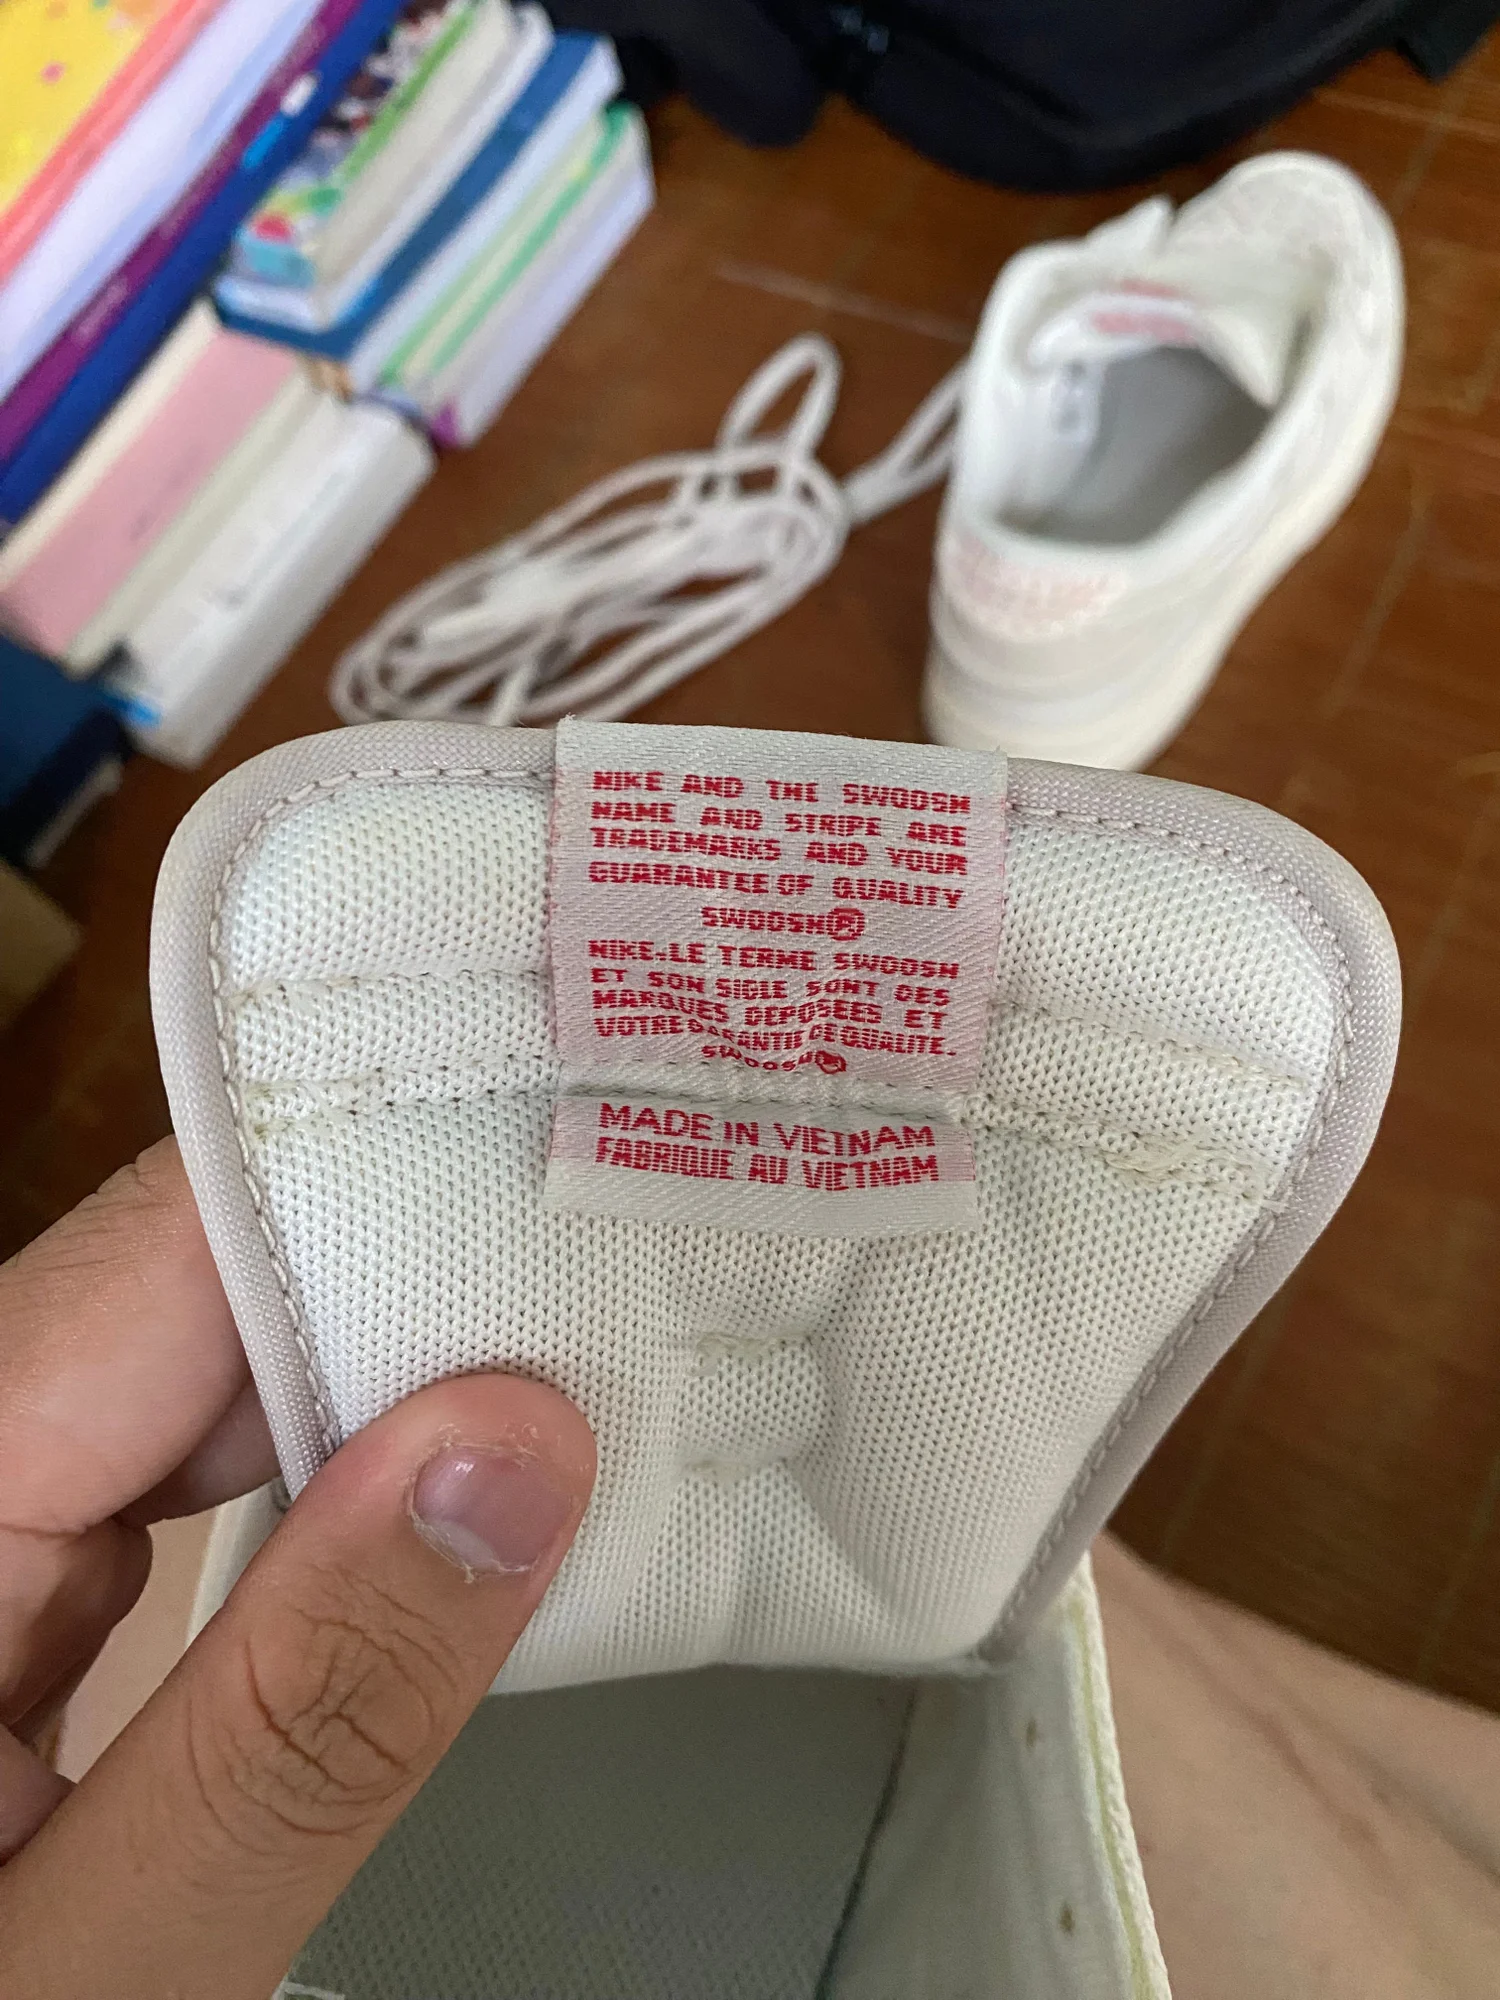 NIKE AND THE SWOOSH
NAME AND STRIPE ARE
TRADEMARKS AND YOUR
GUARANTEE OF QUALITY
SWOOSH®
NIKE-LE TERME SWOOSH
ET SON SIGLE SONT DES
MARQUES DEPOSEES ET
VOTRE GARANTIE DE QUALITE.
SWOOSH®
MADE IN VIETNAM
FABRIQUE AU VIETNAM